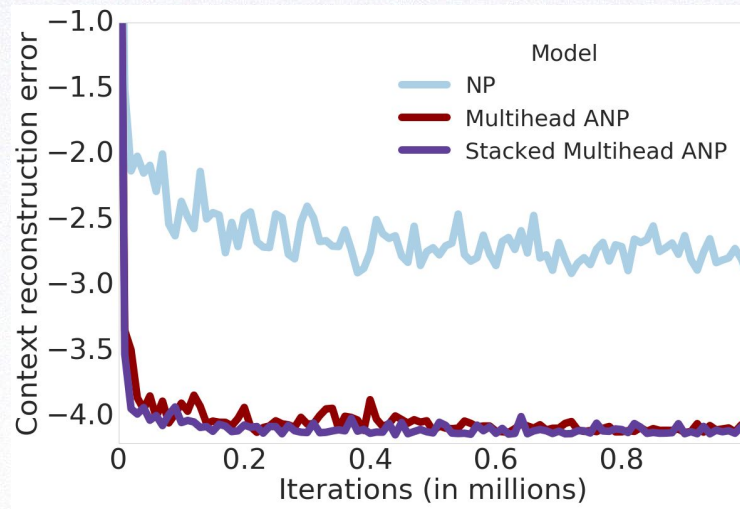 −1.0
−1.5
−2.0
−2.5
−3.0
−3.5
−4.0
Context reconstruction error
Model
NP
Multihead ANP
Stacked Multihead ANP
0 0.2 0.4 0.6 0.8
Iterations (in millions)